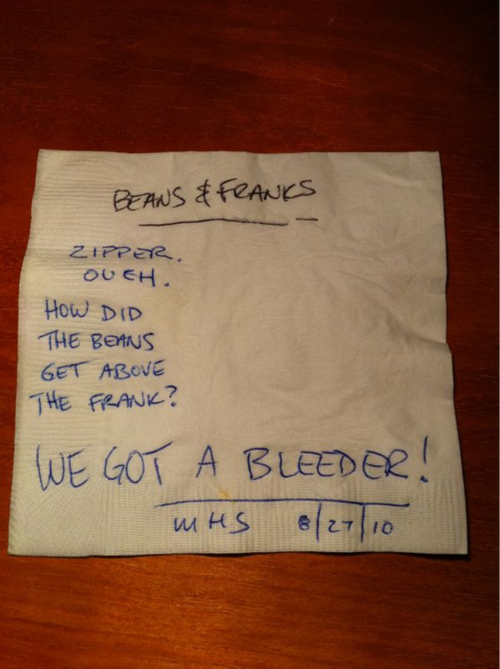 BEANS & FRANKS
ZIPPER.
OUCH.
HOW DID
THE BEANS
GET ABOVE
THE FRANK?
WE GOT A BLEEDER!
MHS 8/27/10